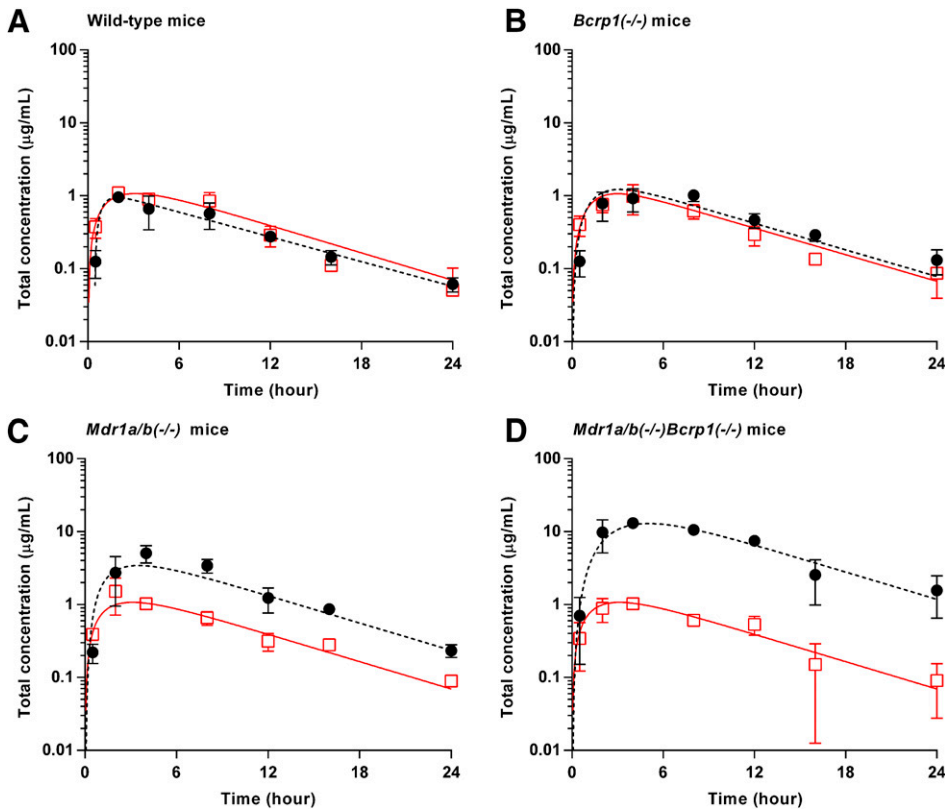 A
Wild-type mice
Total concentration (μg/mL)
100
10
1
0.1
0.01
0 6 12 18 24
Time (hour)
B
Bcrp1(-/-) mice
Total concentration (μg/mL)
100
10
1
0.1
0.01
0 6 12 18 24
Time (hour)
C
Mdr1a/b(-/-) mice
Total concentration (μg/mL)
100
10
1
0.1
0.01
0 6 12 18 24
Time (hour)
D
Mdr1a/b(-/-)Bcrp1(-/-) mice
Total concentration (μg/mL)
100
10
1
0.1
0.01
0 6 12 18 24
Time (hour)